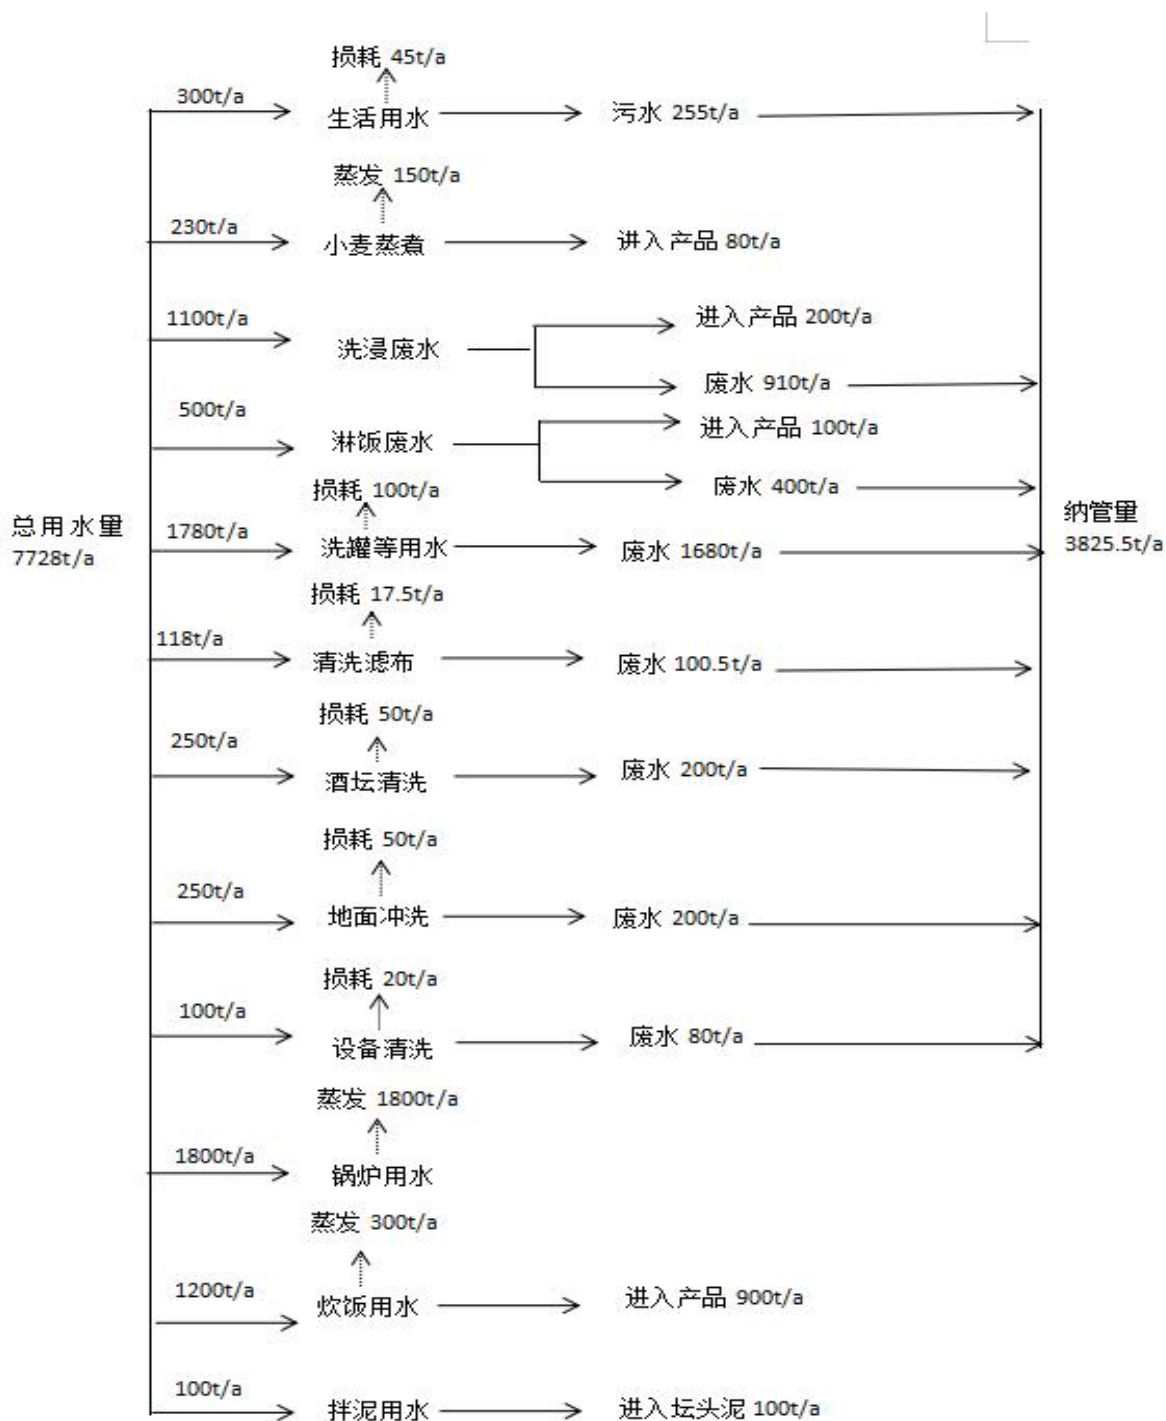 损耗 45t/a
300t/a
生活用水
污水 255t/a
蒸发 150t/a
230t/a
小麦蒸煮
进入产品 80t/a
1100t/a
洗浸废水
进入产品 200t/a
废水 910t/a
500t/a
淋饭废水
进入产品 100t/a
废水 400t/a
总用水量
7728t/a
损耗 100t/a
1780t/a
洗罐等用水
废水 1680t/a
纳管量
3825.5t/a
损耗 17.5t/a
118t/a
清洗滤布
废水 100.5t/a
损耗 50t/a
250t/a
酒坛清洗
废水 200t/a
损耗 50t/a
250t/a
地面冲洗
废水 200t/a
损耗 20t/a
100t/a
设备清洗
废水 80t/a
蒸发 1800t/a
1800t/a
锅炉用水
蒸发 300t/a
1200t/a
炊饭用水
进入产品 900t/a
100t/a
拌泥用水
进入坛头泥 100t/a